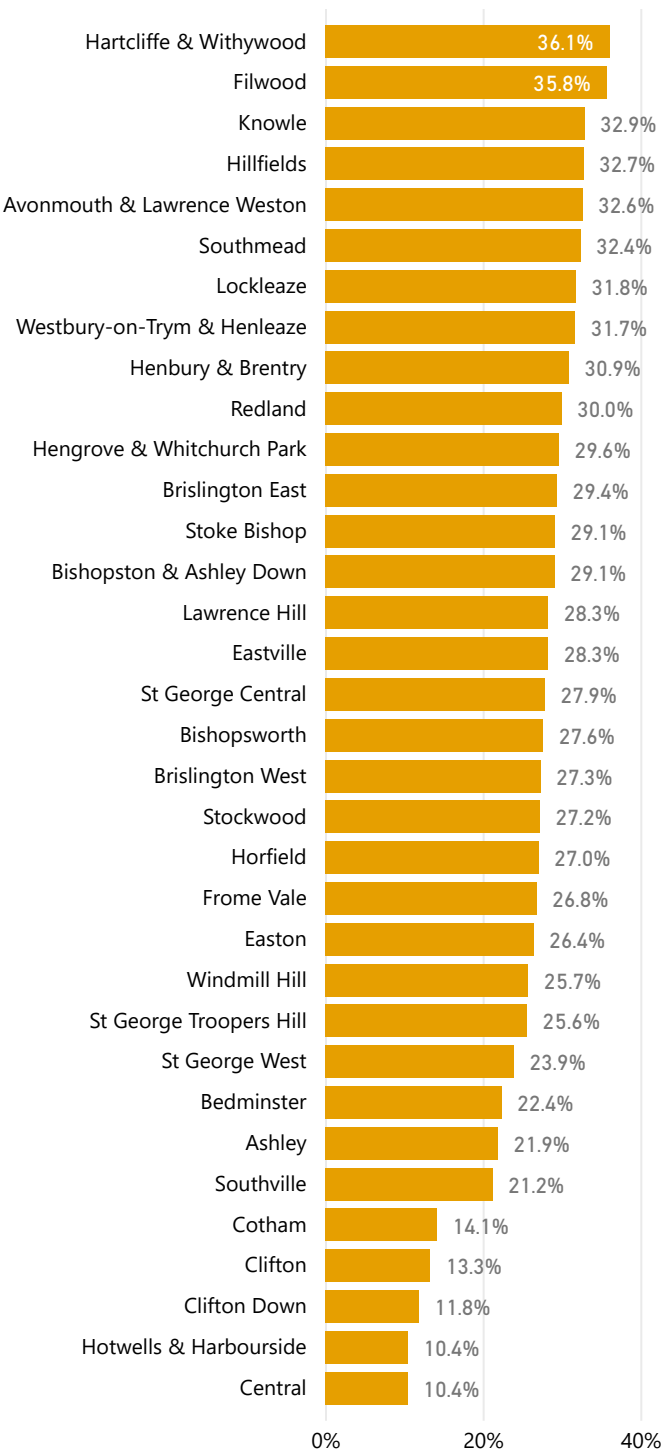 Hartcliffe & Withywood 36.1%
Filwood 35.8%
Knowle 32.9%
Hillfields 32.7%
Avonmouth & Lawrence Weston 32.6%
Southmead 32.4%
Lockleaze 31.8%
Westbury-on-Trym & Henleaze 31.7%
Henbury & Brentry 30.9%
Redland 30.0%
Hengrove & Whitchurch Park 29.6%
Brislington East 29.4%
Stoke Bishop 29.1%
Bishopston & Ashley Down 29.1%
Lawrence Hill 28.3%
Eastville 28.3%
St George Central 27.9%
Bishopsworth 27.6%
Brislington West 27.3%
Stockwood 27.2%
Horfield 27.0%
Frome Vale 26.8%
Easton 26.4%
Windmill Hill 25.7%
St George Troopers Hill 25.6%
St George West 23.9%
Bedminster 22.4%
Ashley 21.9%
Southville 21.2%
Cotham 14.1%
Clifton 13.3%
Clifton Down 11.8%
Hotwells & Harbourside 10.4%
Central 10.4%
0% 20% 40%